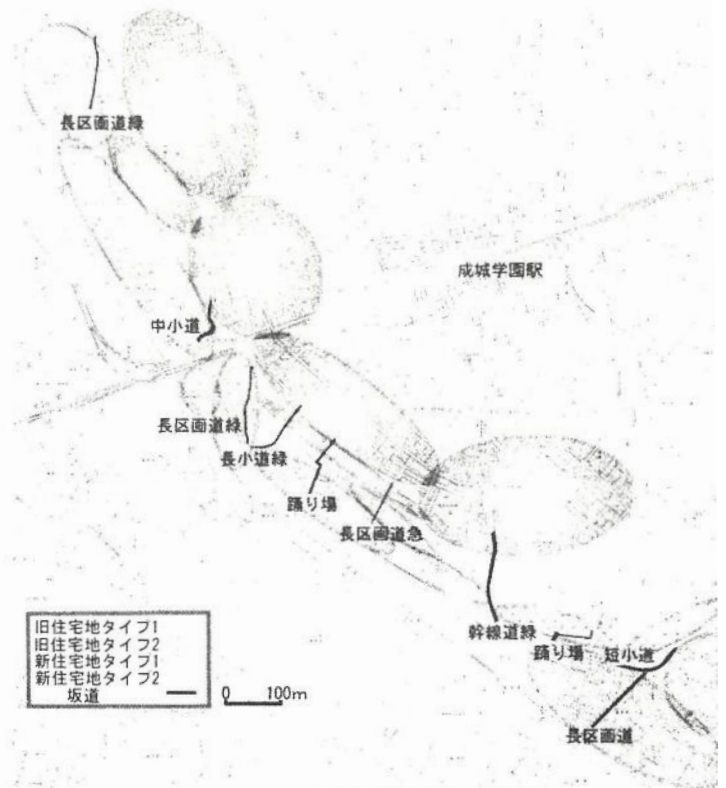 長区画道緑
成城学園駅
中小道
長区画道緑
長小道緑
踊り場
長区画道急
幹線道緑
踊り場
短小道
長区画道
旧住宅地タイプ1
旧住宅地タイプ2
新住宅地タイプ1
新住宅地タイプ2
坂道
0 100m